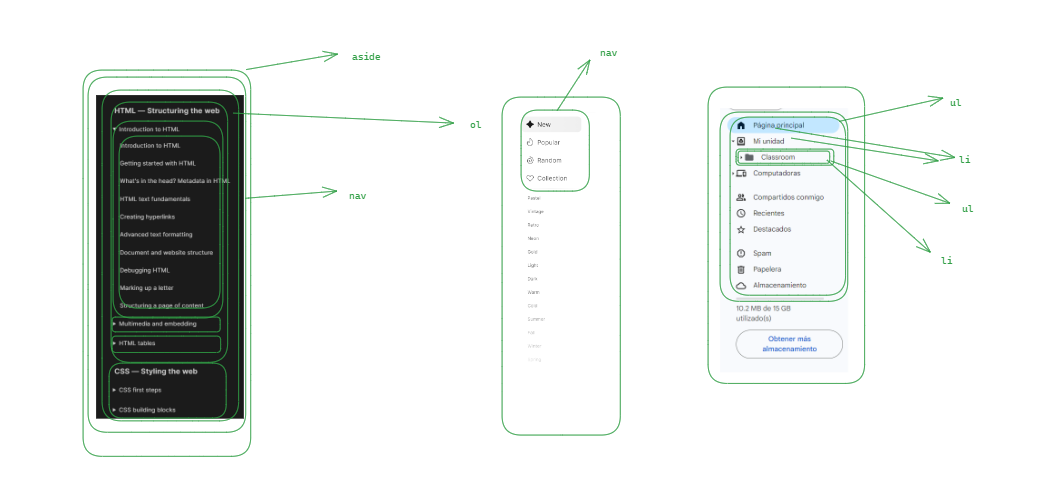 aside
HTML — Structuring the web
Introduction to HTML
Introduction to HTML
Getting started with HTML
What's in the head? Metadata in HTML
HTML text fundamentals
Creating hyperlinks
Advanced text formatting
Document and website structure
Debugging HTML
Marking up a letter
Structuring a page of content
Multimedia and embedding
HTML tables
CSS — Styling the web
CSS first steps
CSS building blocks
ol
nav
nav
New
Popular
Random
Collection
Pastel
Vintage
Retro
Neon
Gold
Light
Dark
Warm
Cold
Summer
Página principal
Mi unidad
Classroom
Computadoras
Compartidos conmigo
Recientes
Destacados
Spam
Papelera
Almacenamiento
10.2 MB de 15 GB
utilizado(s)
Obtener más
almacenamiento
ul
li
ul
li